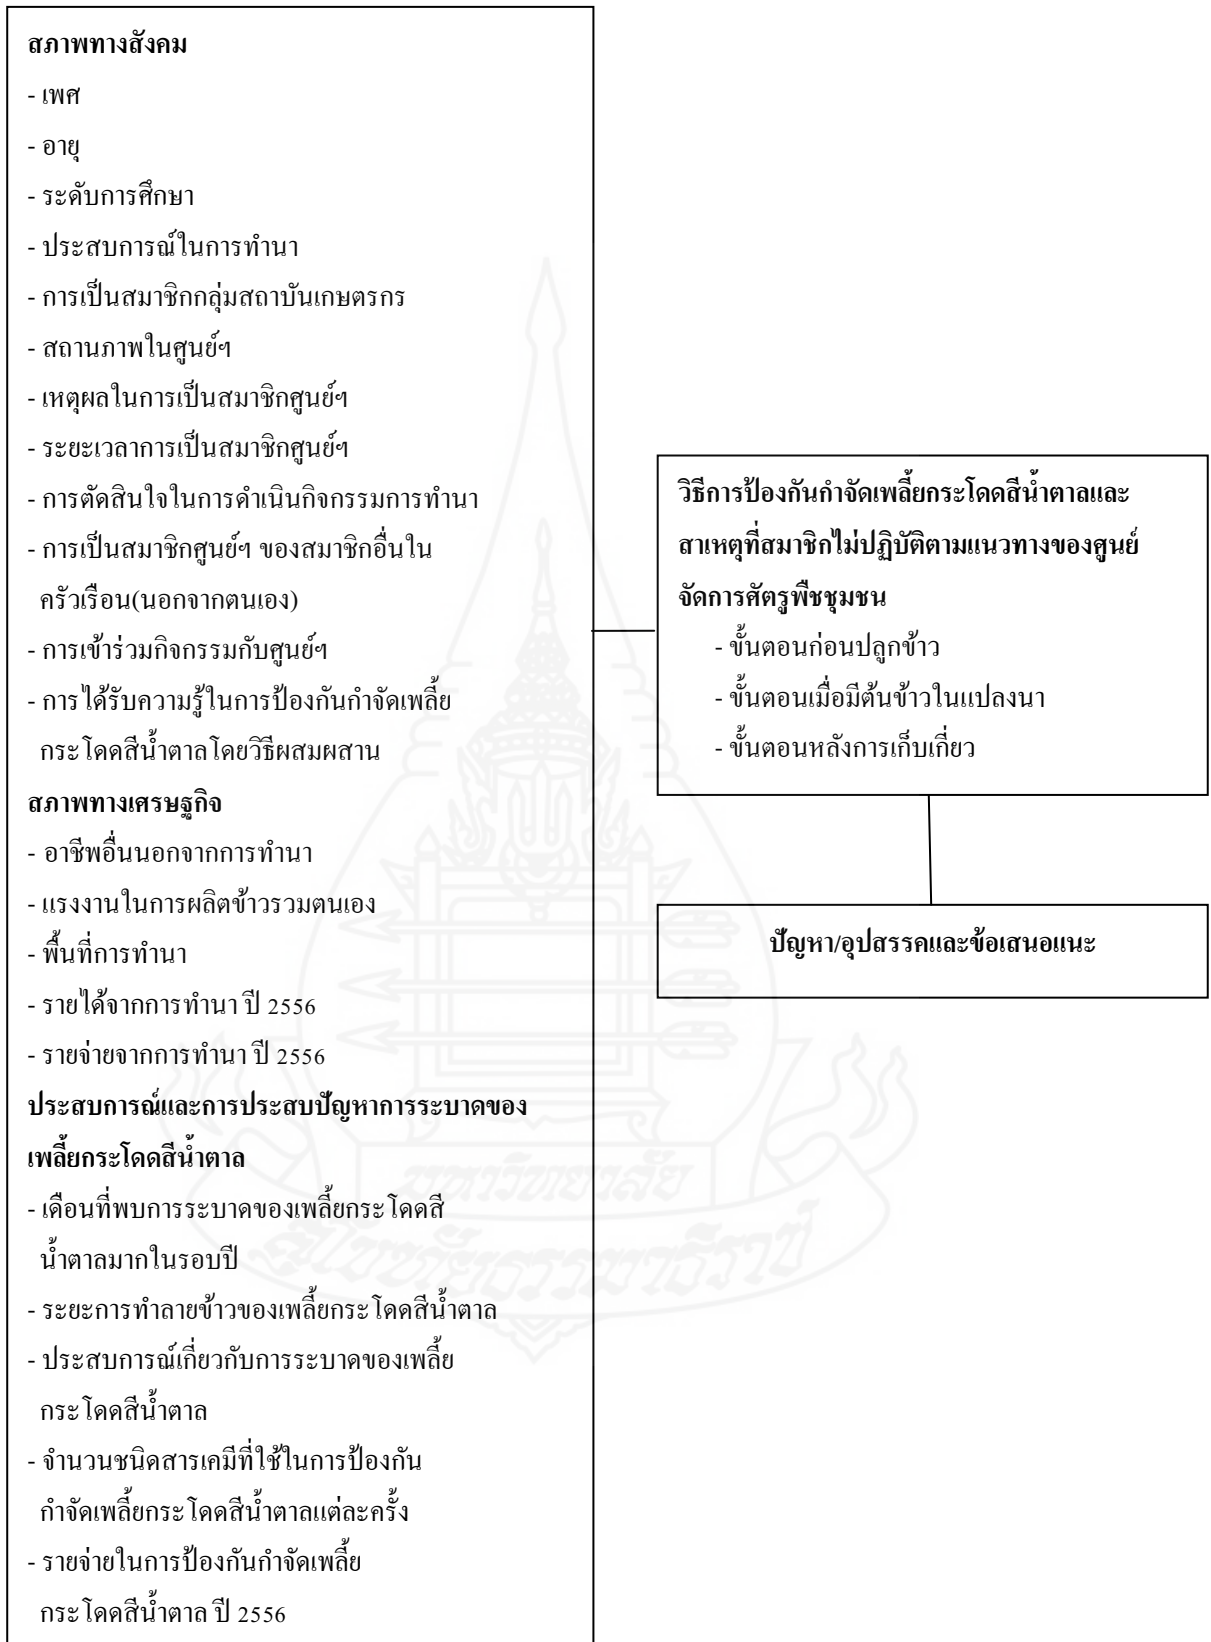 สภาพทางสังคม
- เพศ
- อายุ
- ระดับการศึกษา
- ประสบการณ์ในการทำนา
- การเป็นสมาชิกกลุ่มสถาบันเกษตรกร
- สถานภาพในศูนย์ฯ
- เหตุผลในการเป็นสมาชิกศูนย์ฯ
- ระยะเวลาการเป็นสมาชิกศูนย์ฯ
- การตัดสินใจในการดำเนินกิจกรรมการทำนา
- การเป็นสมาชิกศูนย์ฯ ของสมาชิกอื่นใน
ครัวเรือน(นอกจากตนเอง)
- การเข้าร่วมกิจกรรมกับศูนย์ฯ
- การได้รับความรู้ในการป้องกันกำจัดเพลี้ย
กระโดดสีน้ำตาลโดยวิธีผสมผสาน
สภาพทางเศรษฐกิจ
- อาชีพอื่นนอกจากการทำนา
- แรงงานในการผลิตข้าวรวมตนเอง
- พื้นที่การทำนา
- รายได้จากการทำนา ปี 2556
- รายจ่ายจากการทำนา ปี 2556
ประสบการณ์และการประสบปัญหาการระบาดของ
เพลี้ยกระโดดสีน้ำตาล
- เดือนที่พบการระบาดของเพลี้ยกระโดดสี
น้ำตาลมากในรอบปี
- ระยะการทำลายข้าวของเพลี้ยกระโดดสีน้ำตาล
- ประสบการณ์เกี่ยวกับการระบาดของเพลี้ย
กระโดดสีน้ำตาล
- จำนวนชนิดสารเคมีที่ใช้ในการป้องกัน
กำจัดเพลี้ยกระโดดสีน้ำตาลแต่ละครั้ง
- รายจ่ายในการป้องกันกำจัดเพลี้ย
กระโดดสีน้ำตาล ปี 2556
วิธีการป้องกันกำจัดเพลี้ยกระโดดสีน้ำตาลและ
สาเหตุที่สมาชิกไม่ปฏิบัติตามแนวทางของศูนย์
จัดการศัตรูพืชชุมชน
- ขั้นตอนก่อนปลูกข้าว
- ขั้นตอนเมื่อมีต้นข้าวในแปลงนา
- ขั้นตอนหลังการเก็บเกี่ยว
ปัญหา/อุปสรรคและข้อเสนอแนะ
มหาวิทยาลัย
สุโขทัยธรรมาธิราช